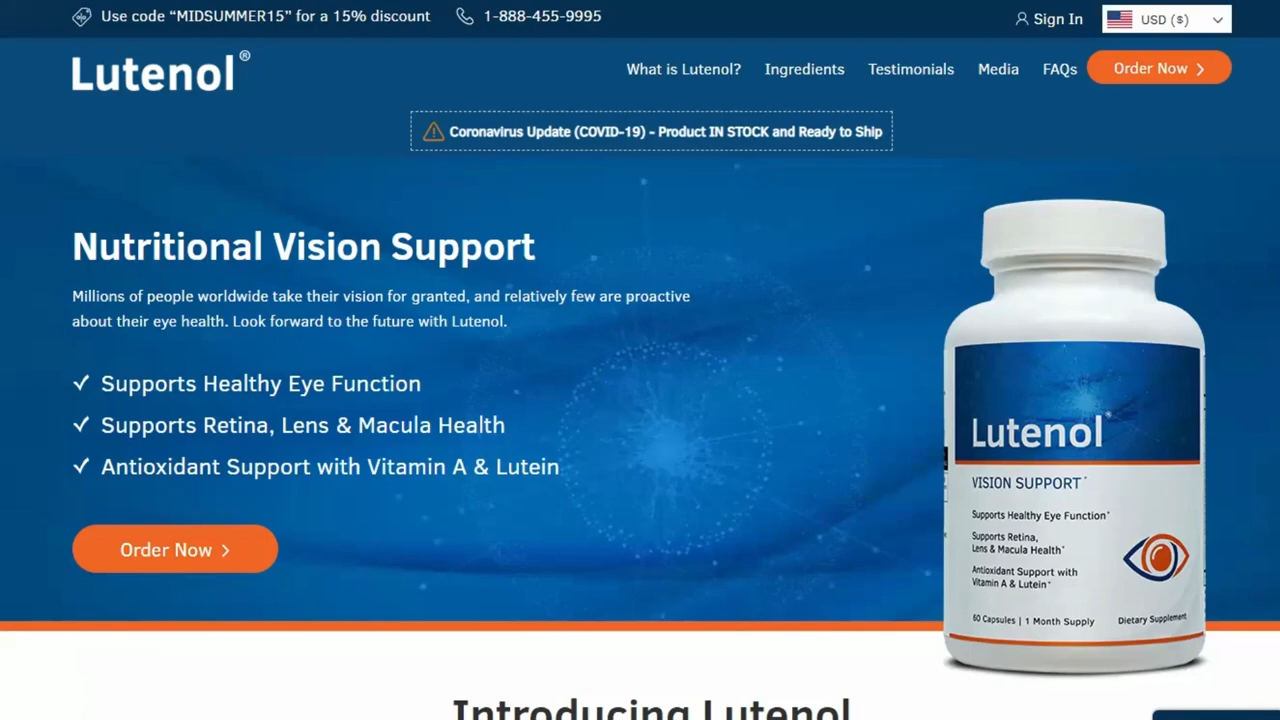 Use code “MIDSUMMER15” for a 15% discount
1-888-455-9995
Sign In
USD ($)
Lutenol®
What is Lutenol?
Ingredients
Testimonials
Media
FAQs
Order Now
Coronavirus Update (COVID-19) - Product IN STOCK and Ready to Ship
Nutritional Vision Support
Millions of people worldwide take their vision for granted, and relatively few are proactive
about their eye health. Look forward to the future with Lutenol.
Supports Healthy Eye Function
Supports Retina, Lens & Macula Health
Antioxidant Support with Vitamin A & Lutein
Order Now
Lutenol®
VISION SUPPORT*
Supports Healthy Eye Function*
Supports Retina,
Lens & Macula Health*
Antioxidant Support with
Vitamin A & Lutein*
60 Capsules | 1 Month Supply
Dietary Supplement
Introducing Lutenol